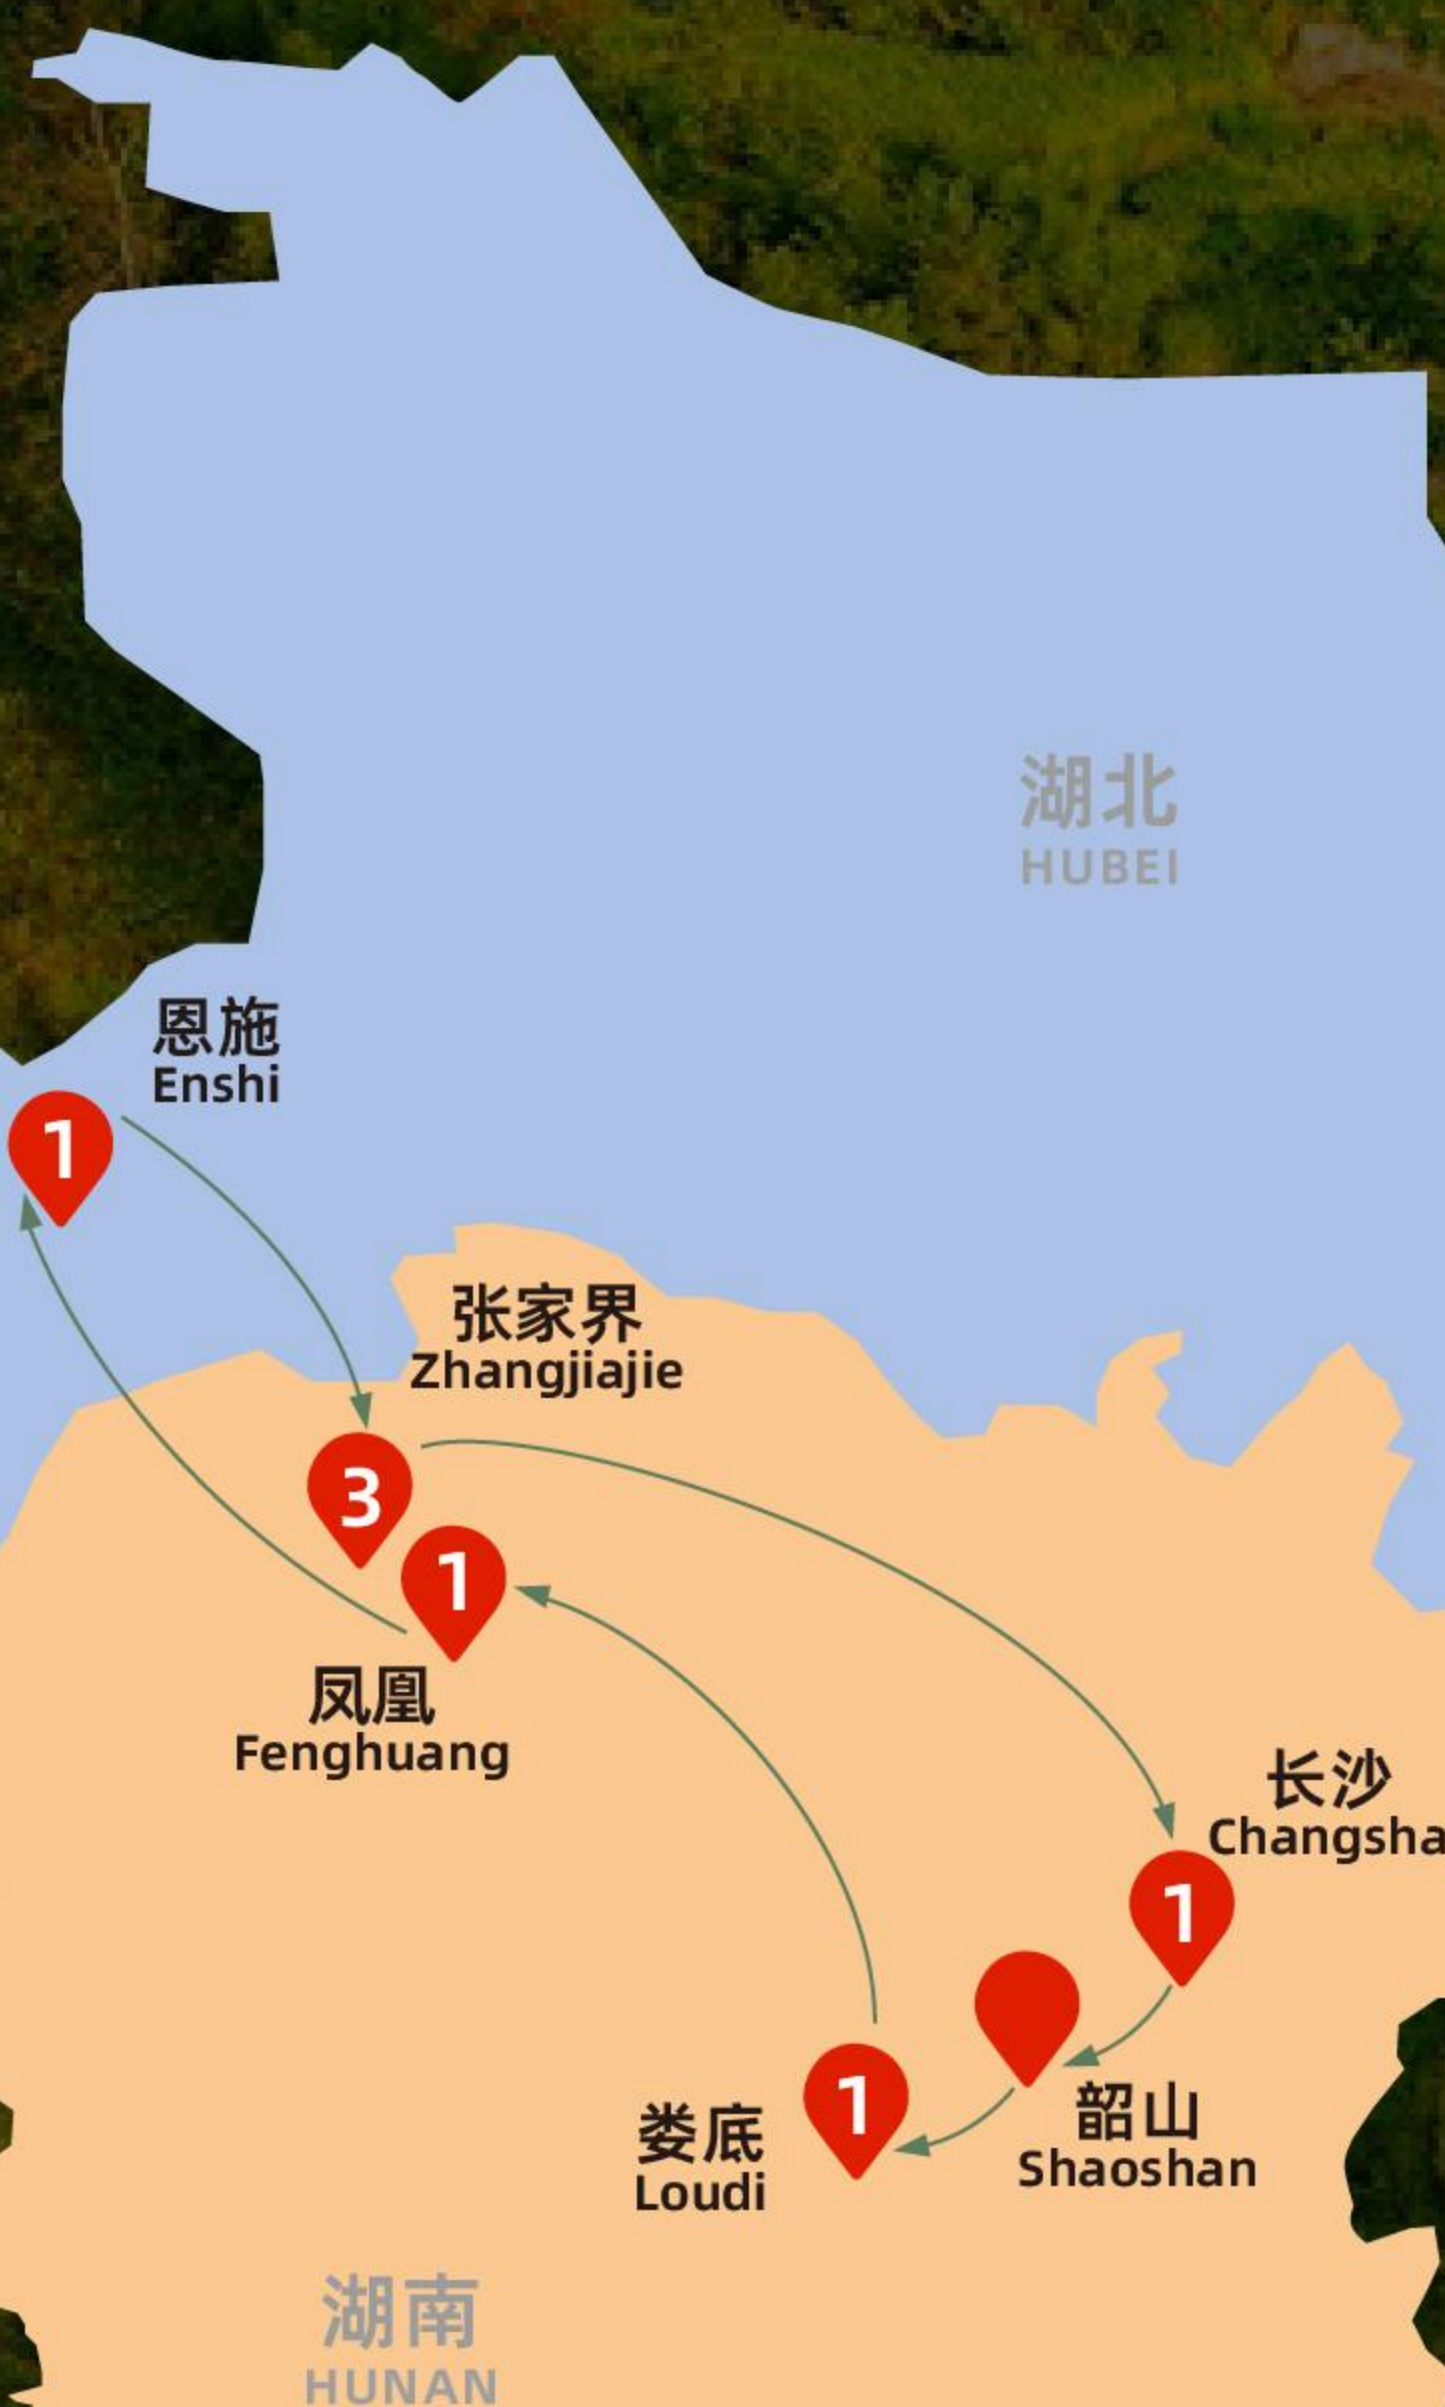 湖北
HUBEI
恩施
Enshi
1
张家界
Zhangjiajie
3
1
凤凰
Fenghuang
长沙
Changsha
1
1
娄底
Loudi
韶山
Shaoshan
湖南
HUNAN